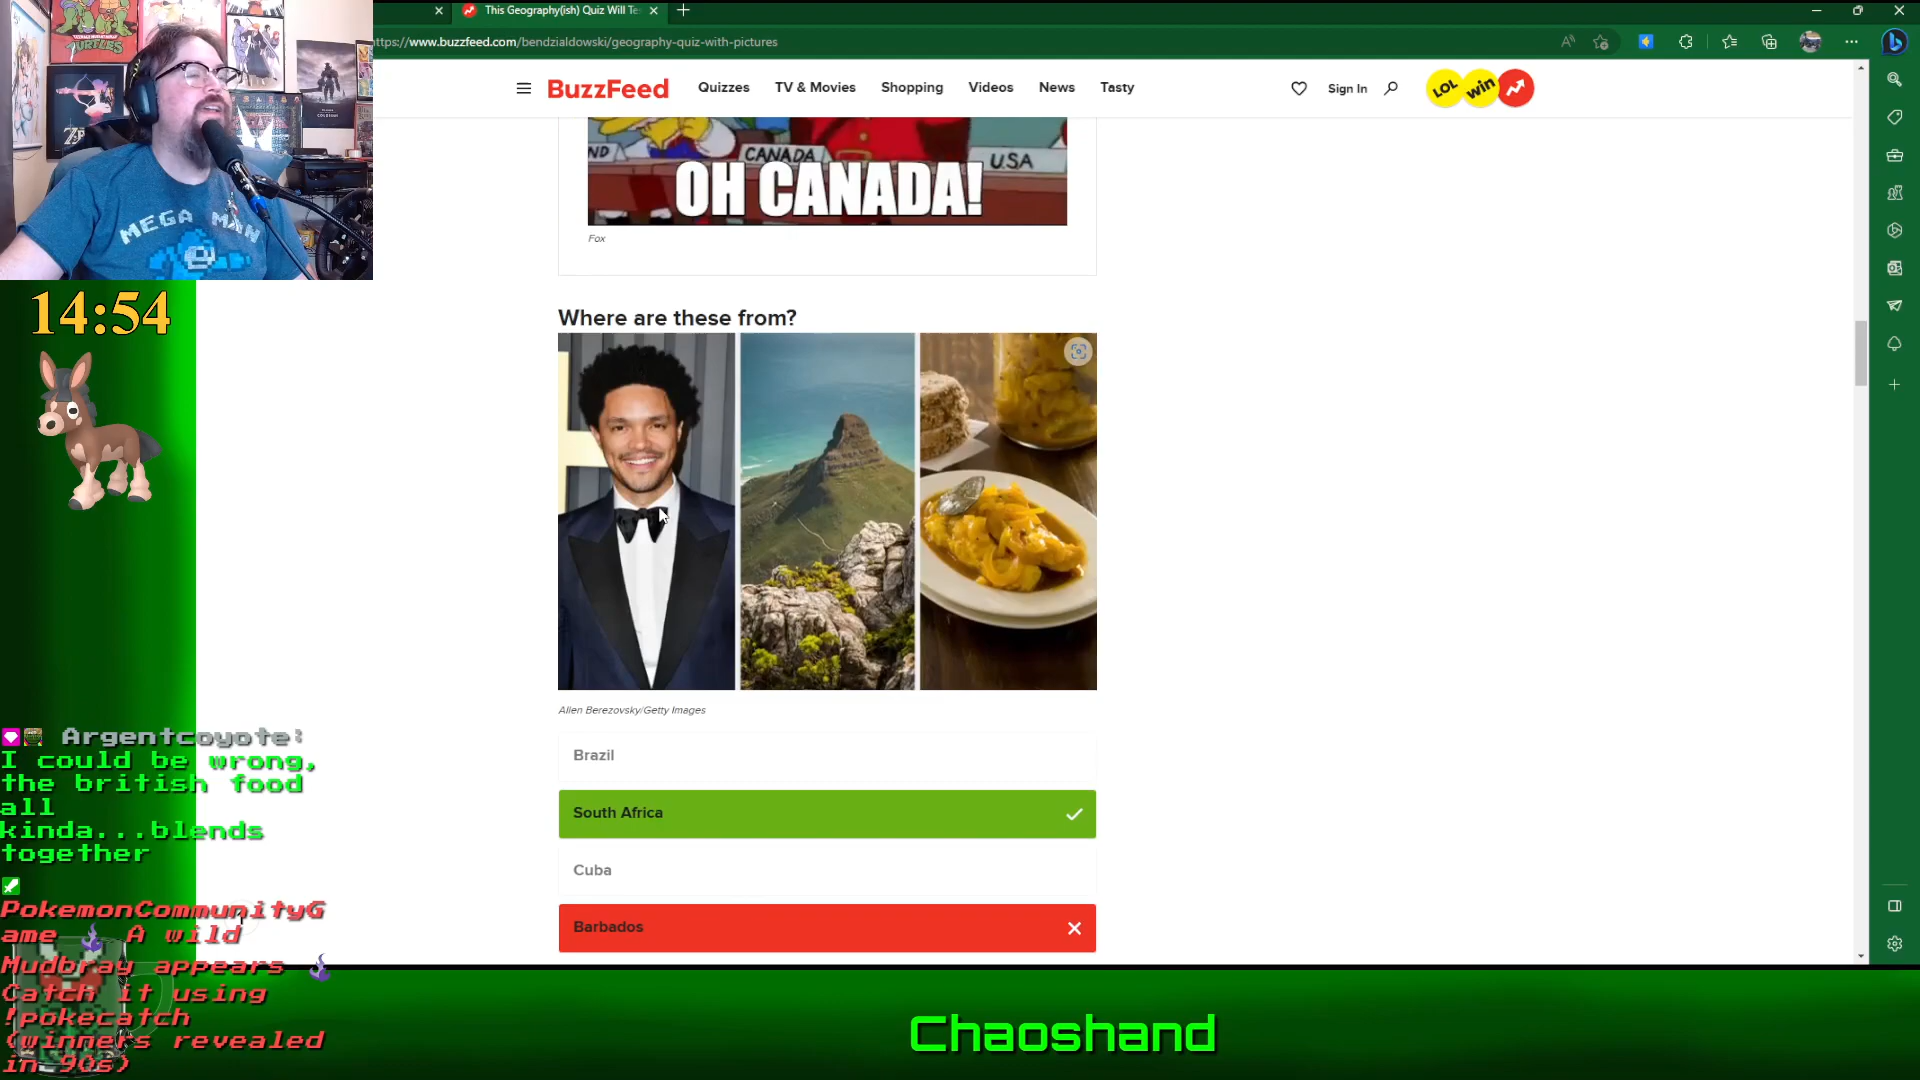 This Geography(ish) Quiz Will Te
ttps://www.buzzfeed.com/bendzialdowski/geography-quiz-with-pictures
BuzzFeed
Quizzes
TV & Movies
Shopping
Videos
News
Tasty
Sign In
LOL
win
TURTLES
MEGA MAN
CANADA
USA
OH CANADA!
Fox
Where are these from?
Allen Berezovsky/Getty Images
Brazil
South Africa
Cuba
Barbados
14:54
Argentcoyote:
I could be wrong,
the british food
all
kinda...blends
together
PokemonCommunityG
ame A wild
Mudbray appears
Catch it using
!pokecatch
(winners revealed
in 90s)
Chaoshand